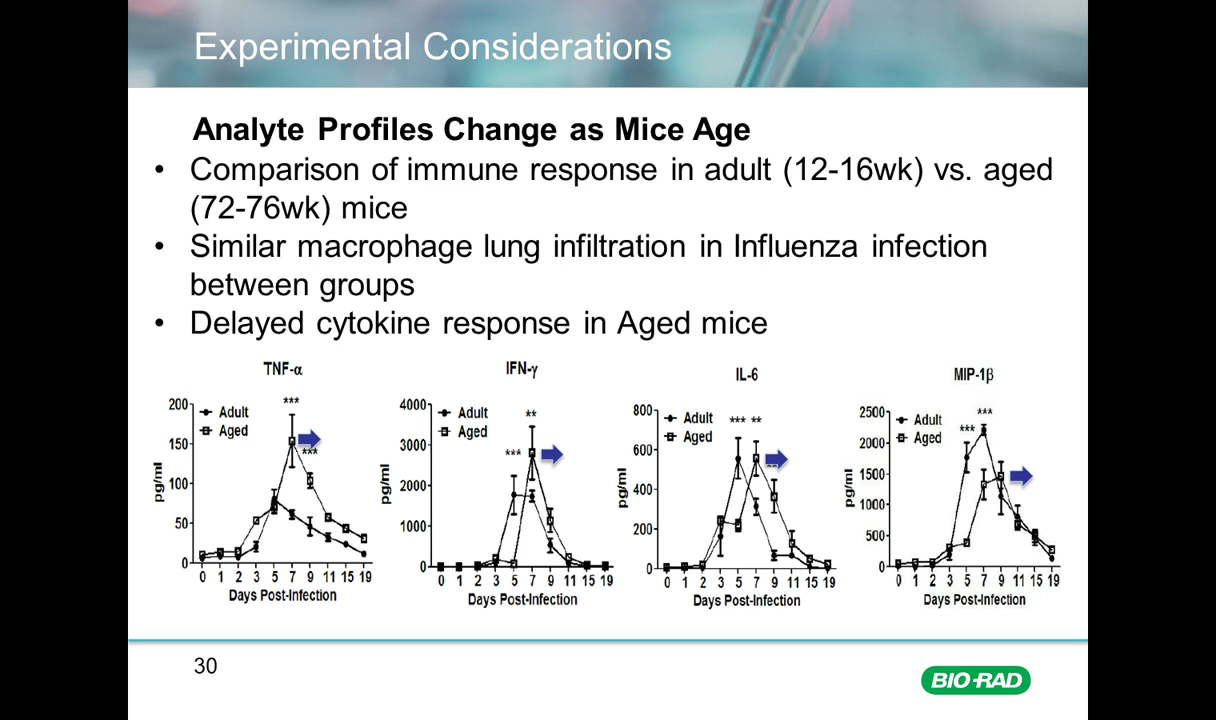 Experimental Considerations
Analyte Profiles Change as Mice Age
• Comparison of immune response in adult (12-16wk) vs. aged
(72-76wk) mice
• Similar macrophage lung infiltration in Influenza infection
between groups
• Delayed cytokine response in Aged mice
TNF-α
200
150
100
50
0
pg/ml
Adult
Aged
***
***
0 1 2 3 5 7 9 11 15 19
Days Post-Infection
IFN-γ
4000
3000
2000
1000
0
pg/ml
Adult
Aged
***
**
0 1 2 3 5 7 9 11 15 19
Days Post-Infection
IL-6
800
600
400
200
0
pg/ml
Adult
Aged
*** **
0 1 2 3 5 7 9 11 15 19
Days Post-Infection
MIP-1β
2500
2000
1500
1000
500
0
pg/ml
Adult
Aged
***
***
0 1 2 3 5 7 9 11 15 19
Days Post-Infection
30
BIO-RAD